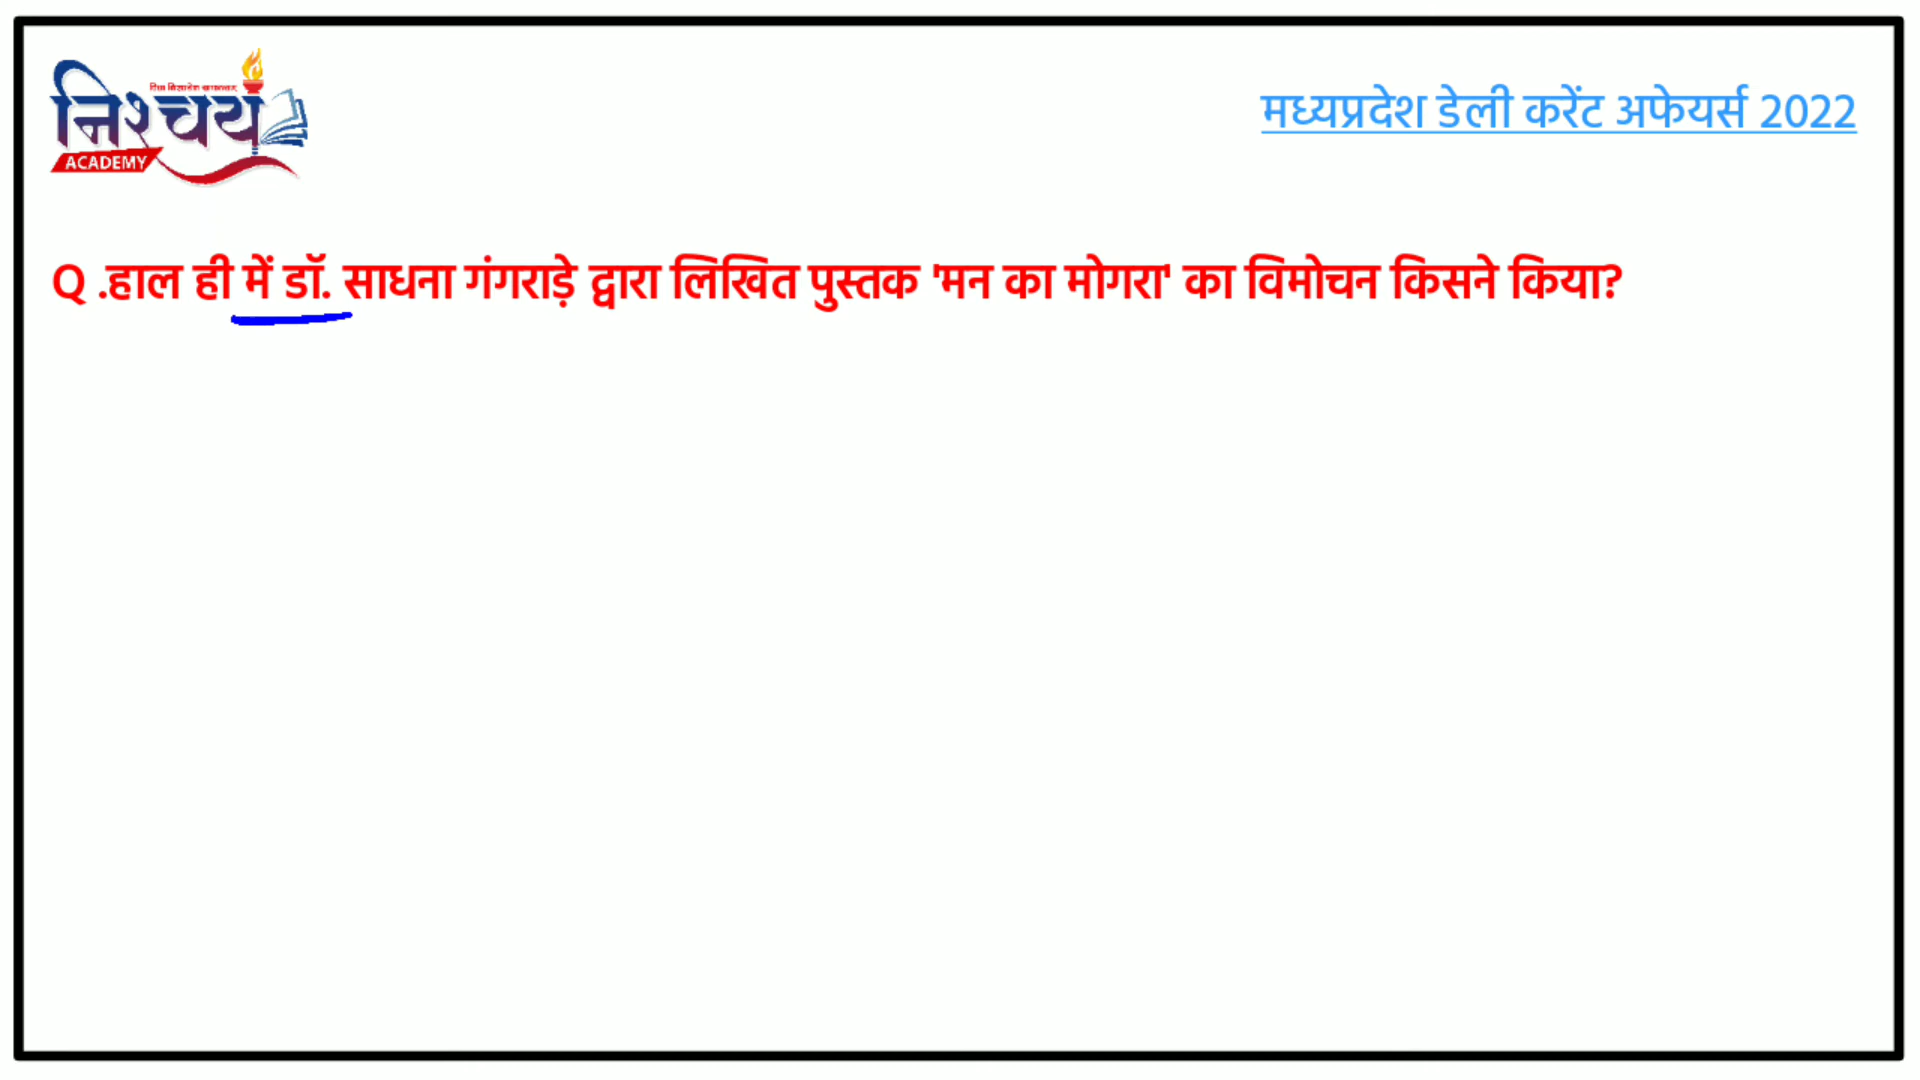 निश्चय
ACADEMY
मध्यप्रदेश डेली करेंट अफेयर्स 2022
Q .हाल ही में डॉ. साधना गंगराड़े द्वारा लिखित पुस्तक 'मन का मोगरा' का विमोचन किसने किया?